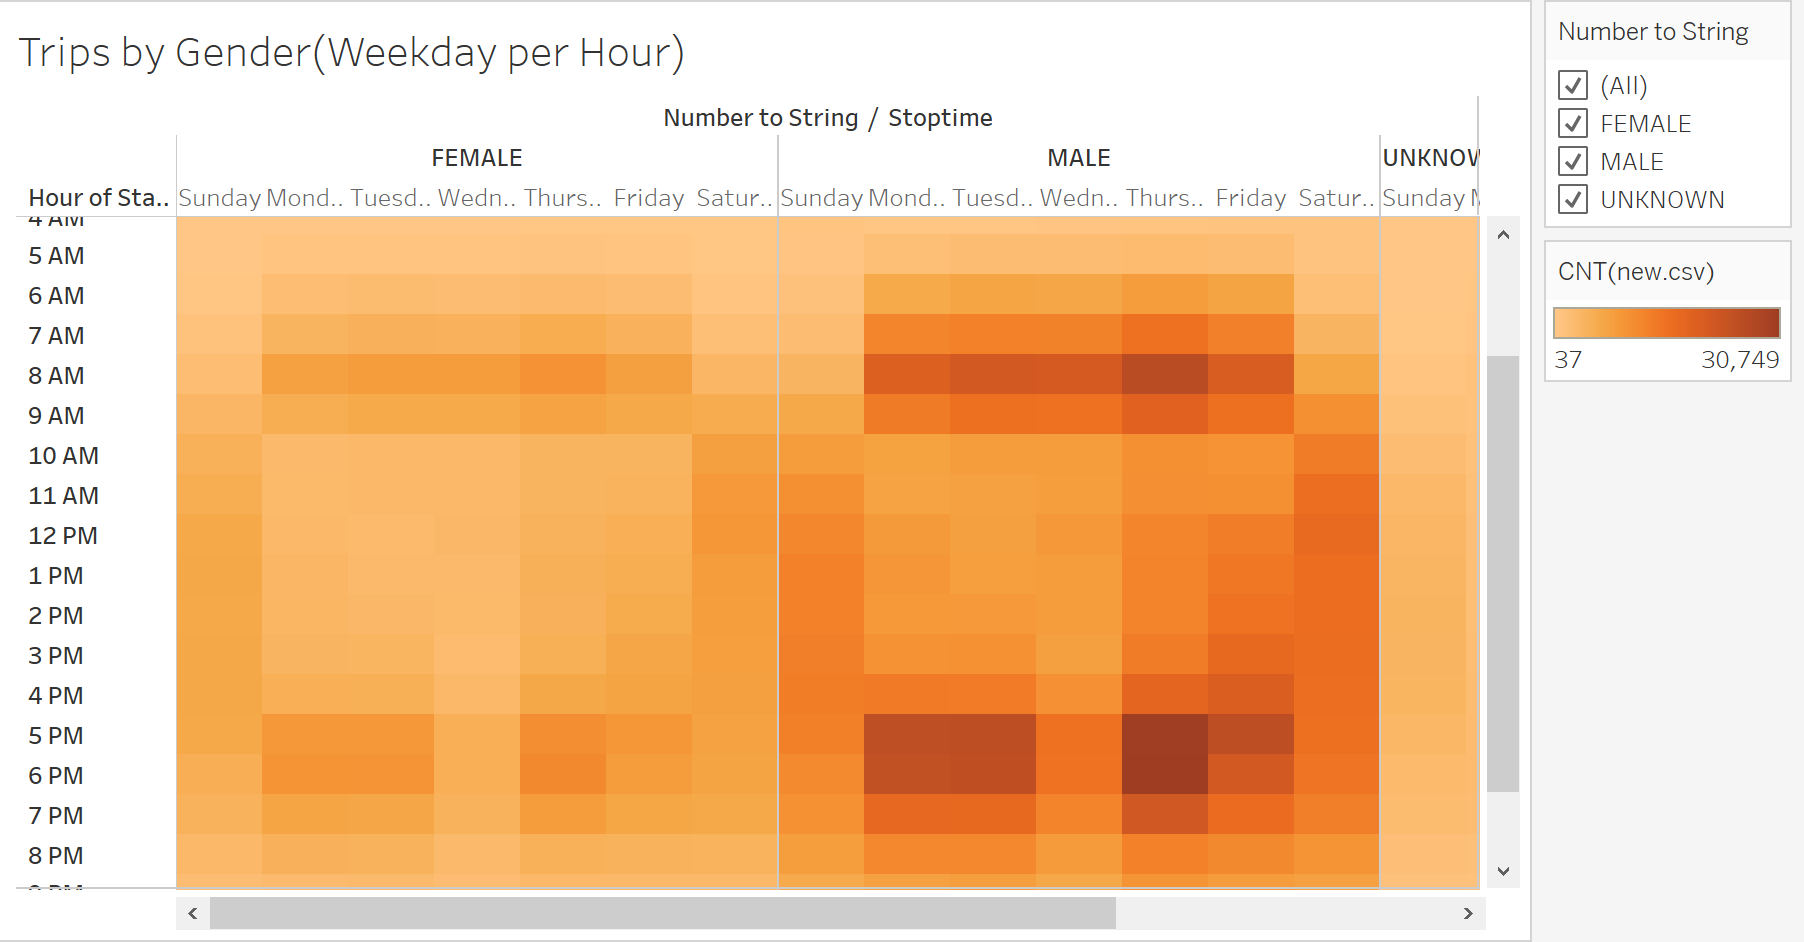 Trips by Gender(Weekday per Hour)
Number to String / Stoptime
FEMALE MALE UNKNOW
Hour of Sta.. Sunday Mond.. Tuesd.. Wedn.. Thurs.. Friday Satur.. Sunday Mond.. Tuesd.. Wedn.. Thurs.. Friday Satur.. Sunday M
4 AM
5 AM
6 AM
7 AM
8 AM
9 AM
10 AM
11 AM
12 PM
1 PM
2 PM
3 PM
4 PM
5 PM
6 PM
7 PM
8 PM
9 PM
Number to String
(All)
FEMALE
MALE
UNKNOWN
CNT(new.csv)
37 30,749